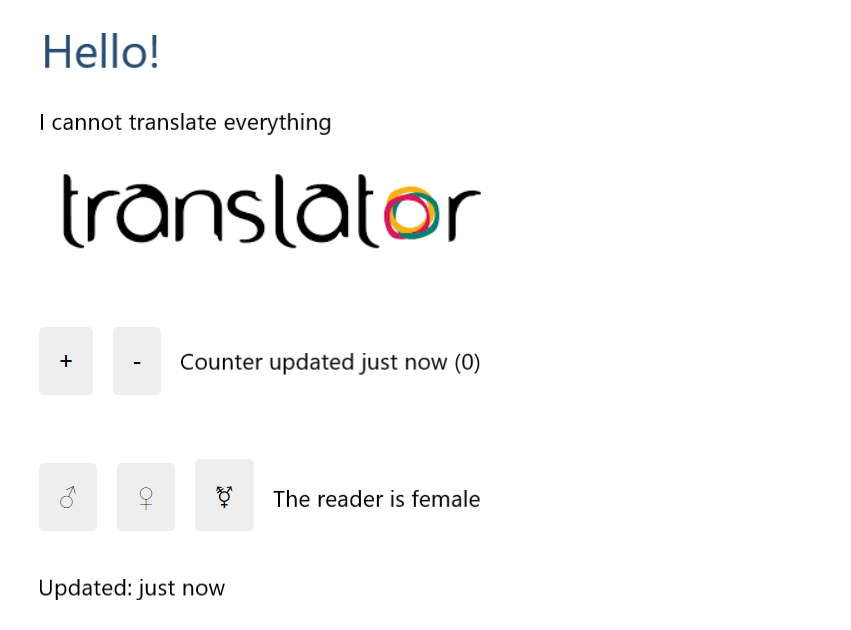 Hello!
I cannot translate everything
translator
+ - Counter updated just now (0)
♂ ♀ ⚧ The reader is female
Updated: just now